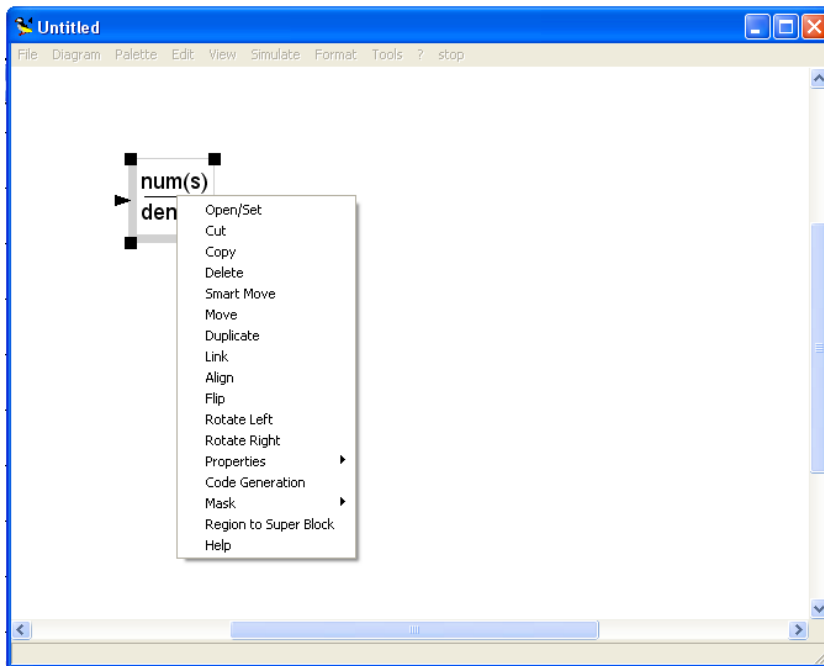 Untitled
File Diagram Palette Edit View Simulate Format Tools ? stop
num(s)
den
Open/Set
Cut
Copy
Delete
Smart Move
Move
Duplicate
Link
Align
Flip
Rotate Left
Rotate Right
Properties
Code Generation
Mask
Region to Super Block
Help